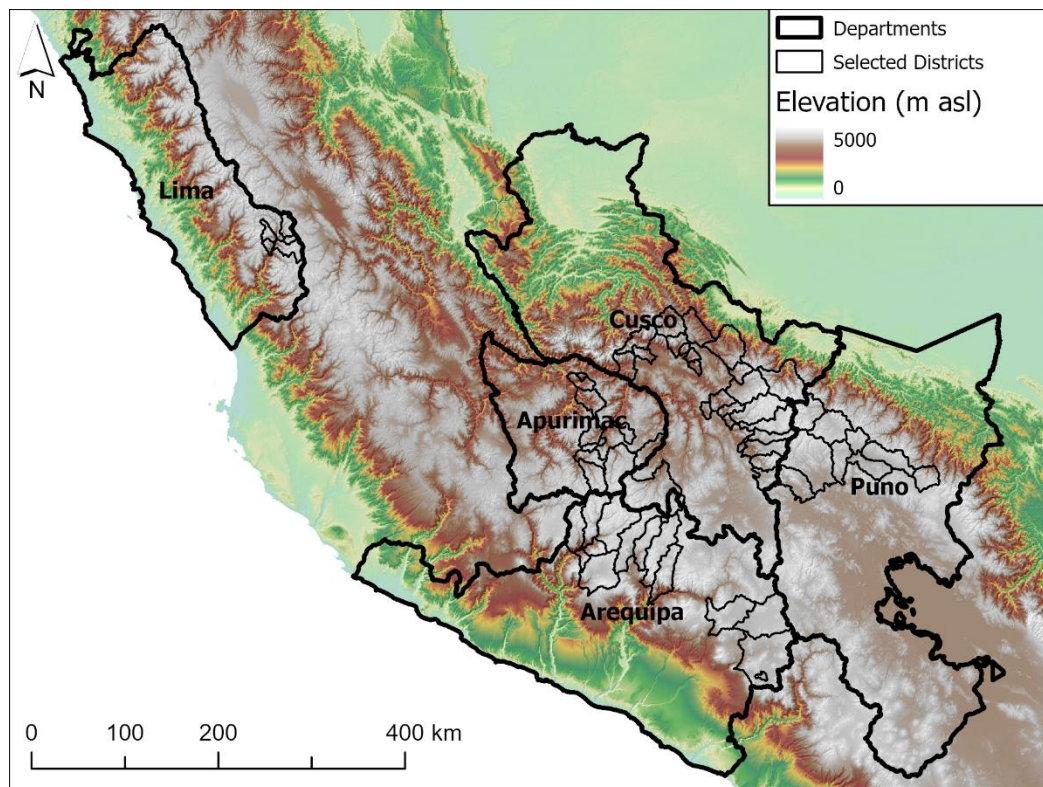 N
Departments
Selected Districts
Elevation (m asl)
5000
0
Lima
Cusco
Apurimac
Puno
Arequipa
0 100 200 400 km